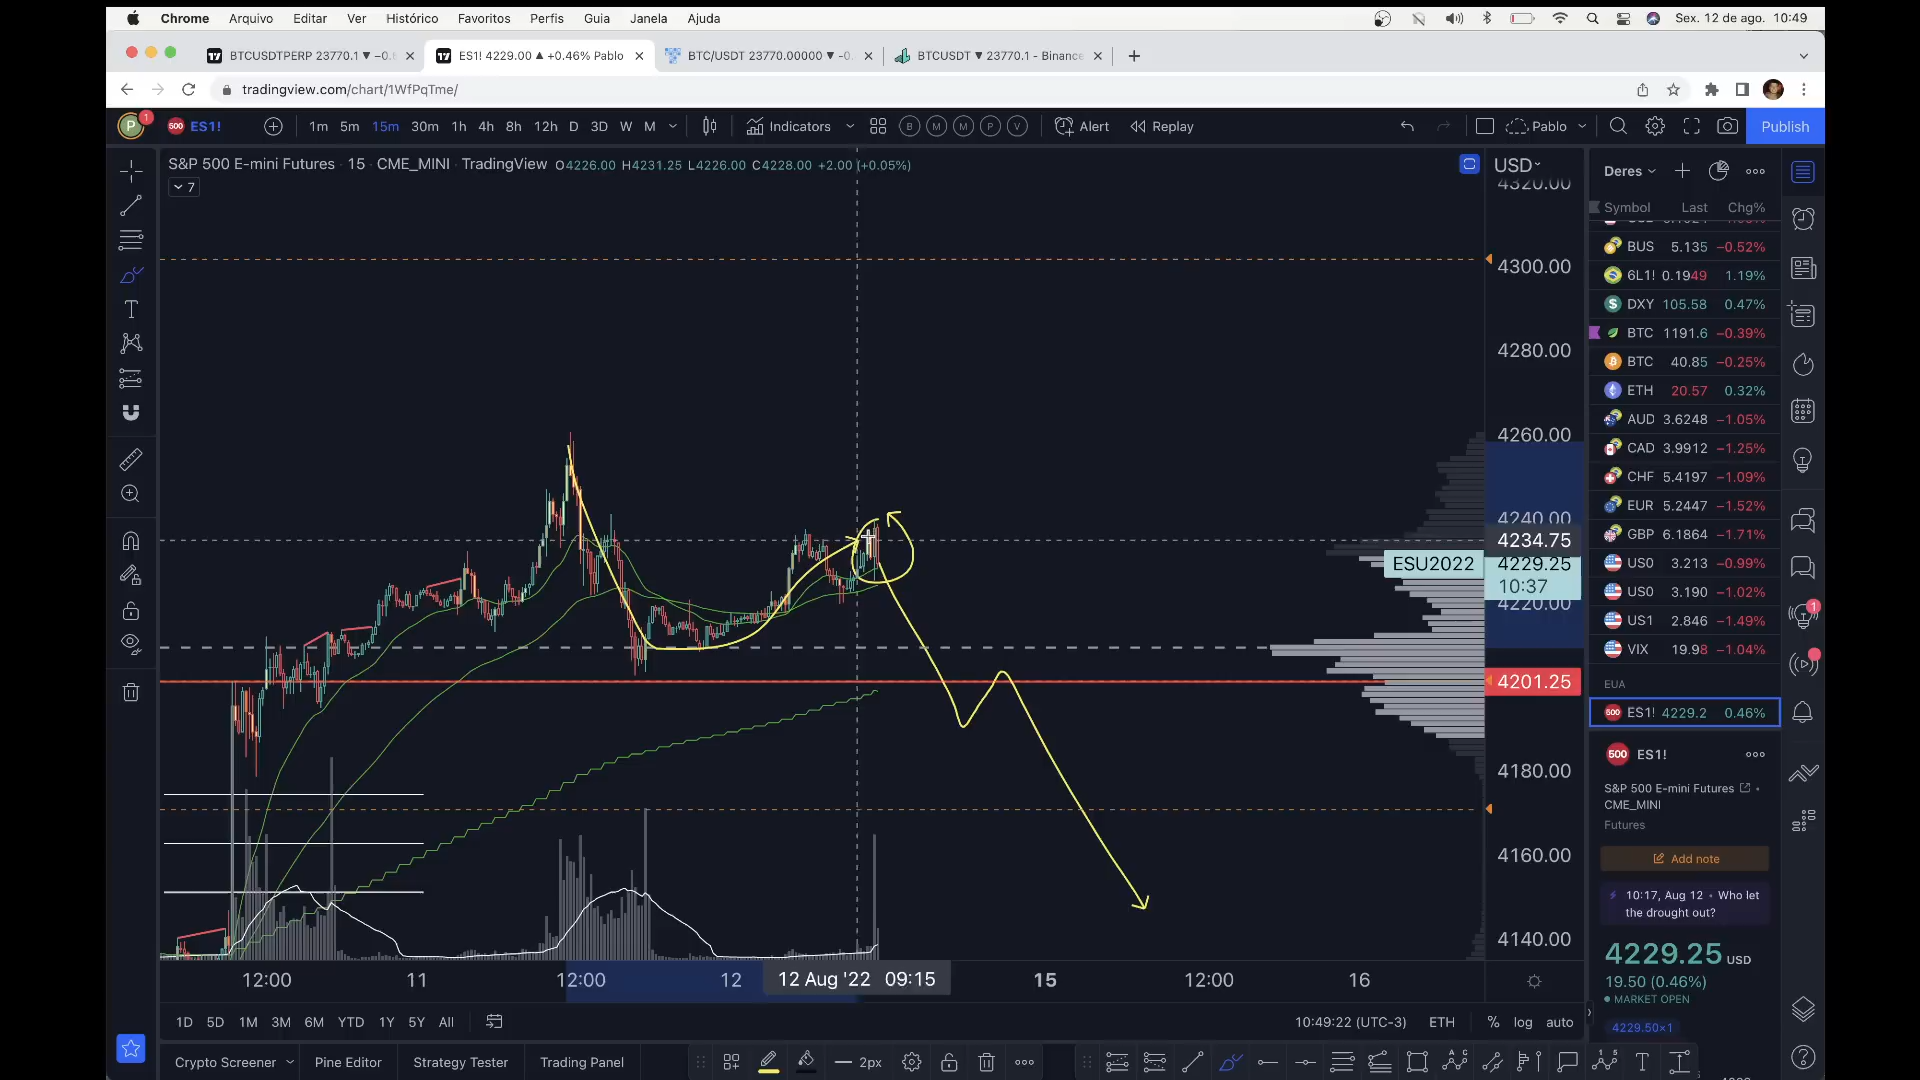 Chrome Arquivo Editar Ver Histórico Favoritos Perfis Guia Janela Ajuda Sex. 12 de ago. 10:49
BTCUSDTPERP 23770.1 ▼ −0. ES1! 4229.00 ▲ +0.46% Pablo BTC/USDT 23770.00000 ▼ -0. BTCUSDT ▼ 23770.1 - Binance
tradingview.com/chart/1WfPqTme/
P 1 500 ES1! 1m 5m 15m 30m 1h 4h 8h 12h D 3D W M Indicators B M M P V Alert Replay Pablo Publish
S&P 500 E-mini Futures · 15 · CME_MINI · TradingView O4226.00 H4231.25 L4226.00 C4228.00 +2.00 (+0.05%)
7
USD
4320.00
4300.00
4280.00
4260.00
4240.00
4234.75
ESU2022 4229.25
10:37
4220.00
4201.25
4180.00
4160.00
4140.00
12:00 11 12:00 12 12 Aug '22 09:15 15 12:00 16
Deres
Symbol Last Chg%
BUS 5.135 −0.52%
6L1! 0.1949 1.19%
DXY 105.58 0.47%
BTC 1191.6 −0.39%
BTC 40.85 −0.25%
ETH 20.57 0.32%
AUD 3.6248 −1.05%
CAD 3.9912 −1.25%
CHF 5.4197 −1.09%
EUR 5.2447 −1.52%
GBP 6.1864 −1.71%
US0 3.213 −0.99%
US0 3.190 −1.02%
US1 2.846 −1.49%
VIX 19.98 −1.04%
EUA
500 ES1! 4229.2 0.46%
500 ES1!
S&P 500 E-mini Futures •
CME_MINI
Futures
Add note
10:17, Aug 12 • Who let
the drought out?
4229.25 USD
19.50 (0.46%)
MARKET OPEN
4229.50×1
1D 5D 1M 3M 6M YTD 1Y 5Y All 10:49:22 (UTC-3) ETH % log auto
Crypto Screener Pine Editor Strategy Tester Trading Panel 2px